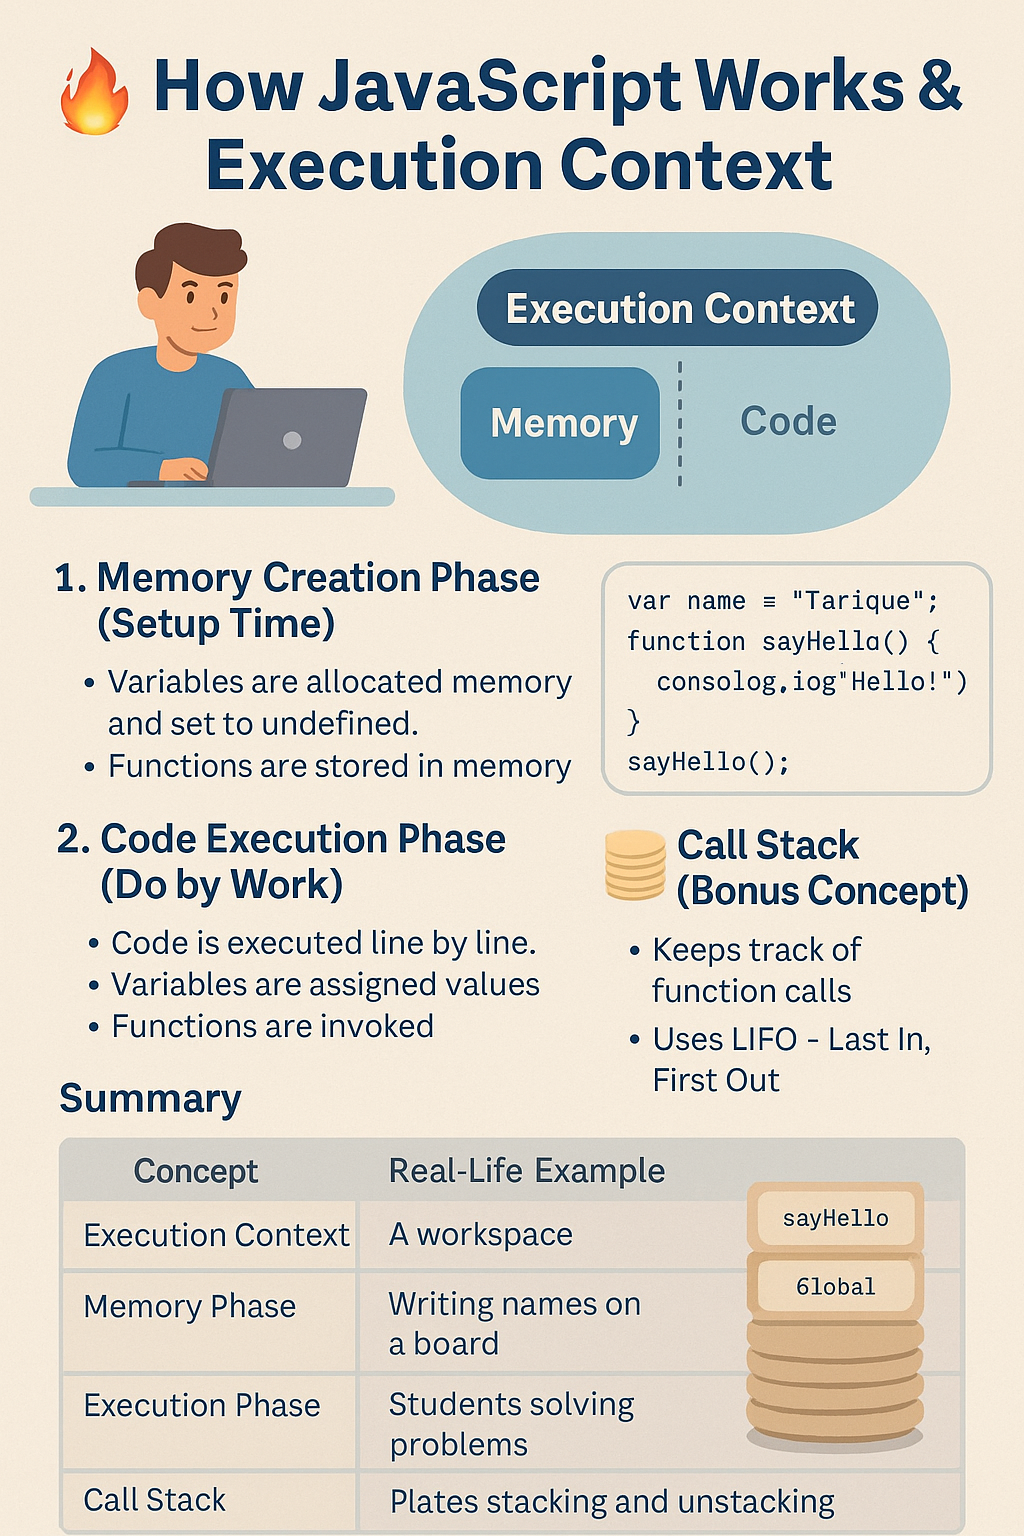 How JavaScript Works &
Execution Context
Execution Context
Memory
Code
1. Memory Creation Phase
(Setup Time)
• Variables are allocated memory
and set to undefined.
• Functions are stored in memory
var name ≡ "Tarique";
function sayHella() {
consolog,iog"Hello!")
}
sayHello();
2. Code Execution Phase
(Do by Work)
• Code is executed line by line.
• Variables are assigned values
• Functions are invoked
Call Stack
(Bonus Concept)
• Keeps track of
function calls
• Uses LIFO - Last In,
First Out
Summary
Concept
Real-Life Example
Execution Context
A workspace
Memory Phase
Writing names on
a board
Execution Phase
Students solving
problems
Call Stack
Plates stacking and unstacking
sayHello
6lobal